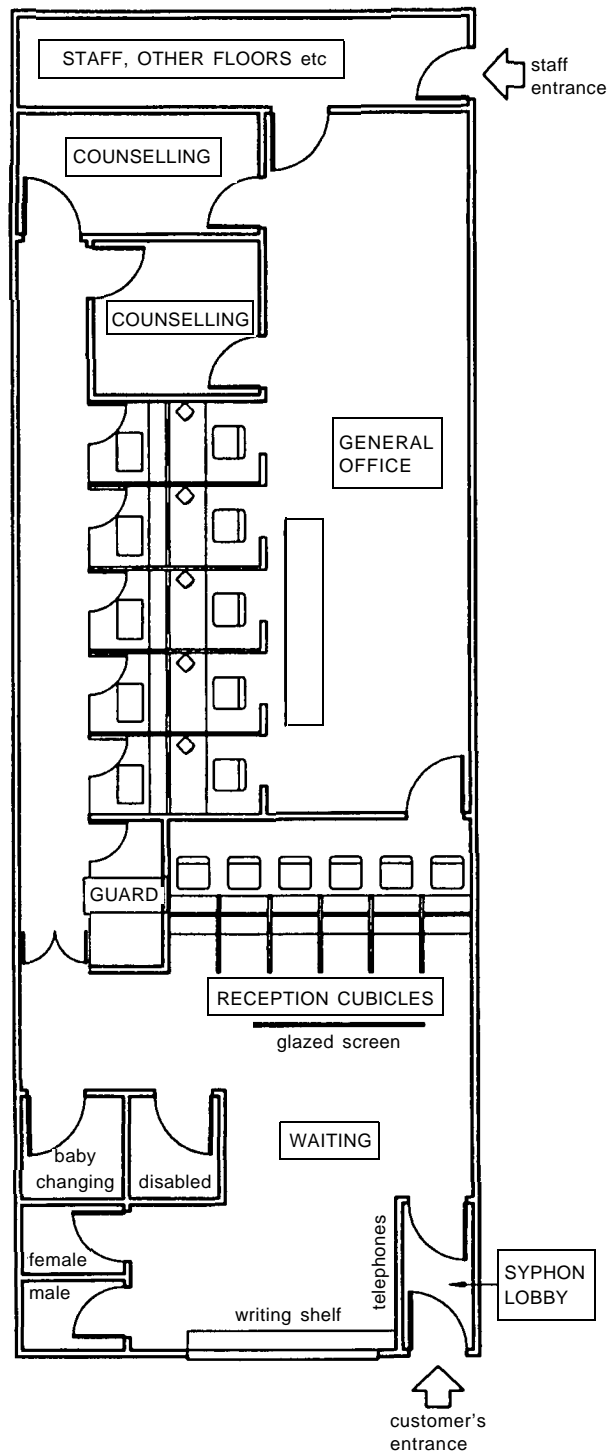 STAFF, OTHER FLOORS etc
staff
entrance
COUNSELLING
COUNSELLING
GENERAL
OFFICE
GUARD
RECEPTION CUBICLES
glazed screen
WAITING
baby
changing
disabled
female
male
telephones
SYPHON
LOBBY
writing shelf
customer's
entrance